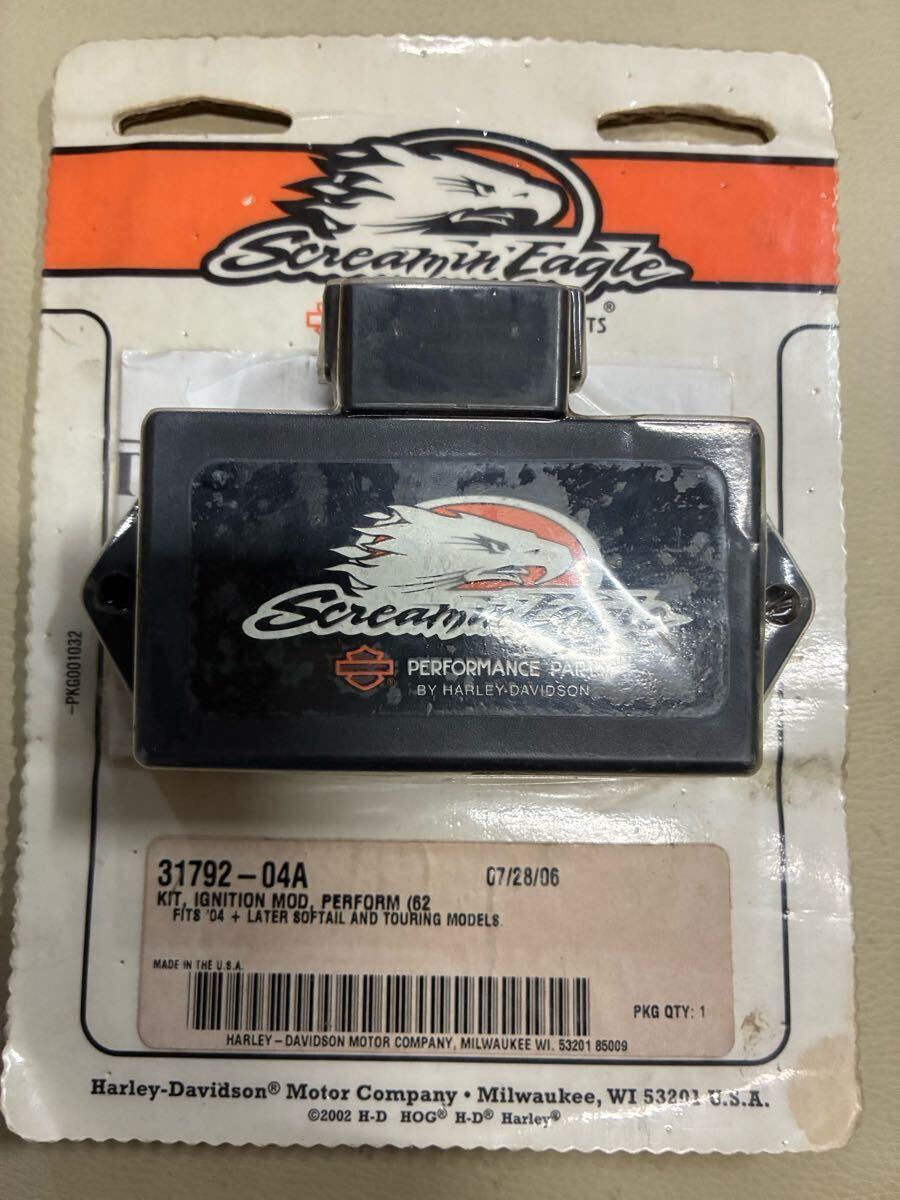 Screamin' Eagle
TS®
Screamin' Eagle
PERFORMANCE PARTS
BY HARLEY-DAVIDSON
-PKG001032
31792-04A 07/28/06
KIT, IGNITION MOD, PERFORM (62
FITS '04 + LATER SOFTAIL AND TOURING MODELS.
MADE IN THE U.S.A.
PKG QTY: 1
HARLEY-DAVIDSON MOTOR COMPANY, MILWAUKEE WI. 53201 85009
Harley-Davidson® Motor Company • Milwaukee, WI 53201 U.S.A.
©2002 H-D HOG® H-D® Harley®